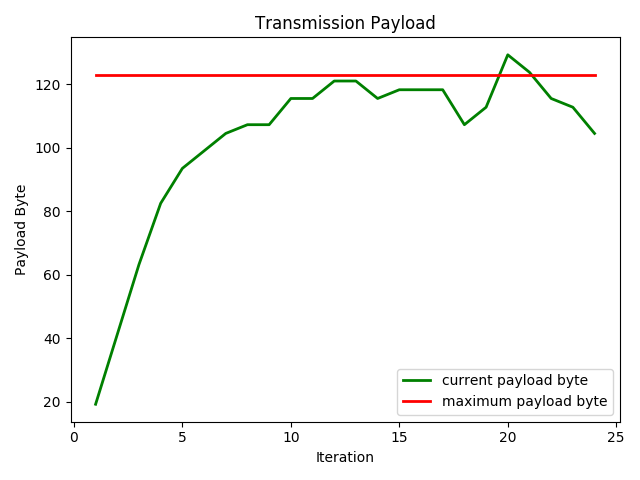 Transmission Payload
120
100
80
60
40
20
Payload Byte
0
5
10
15
20
25
Iteration
current payload byte
maximum payload byte